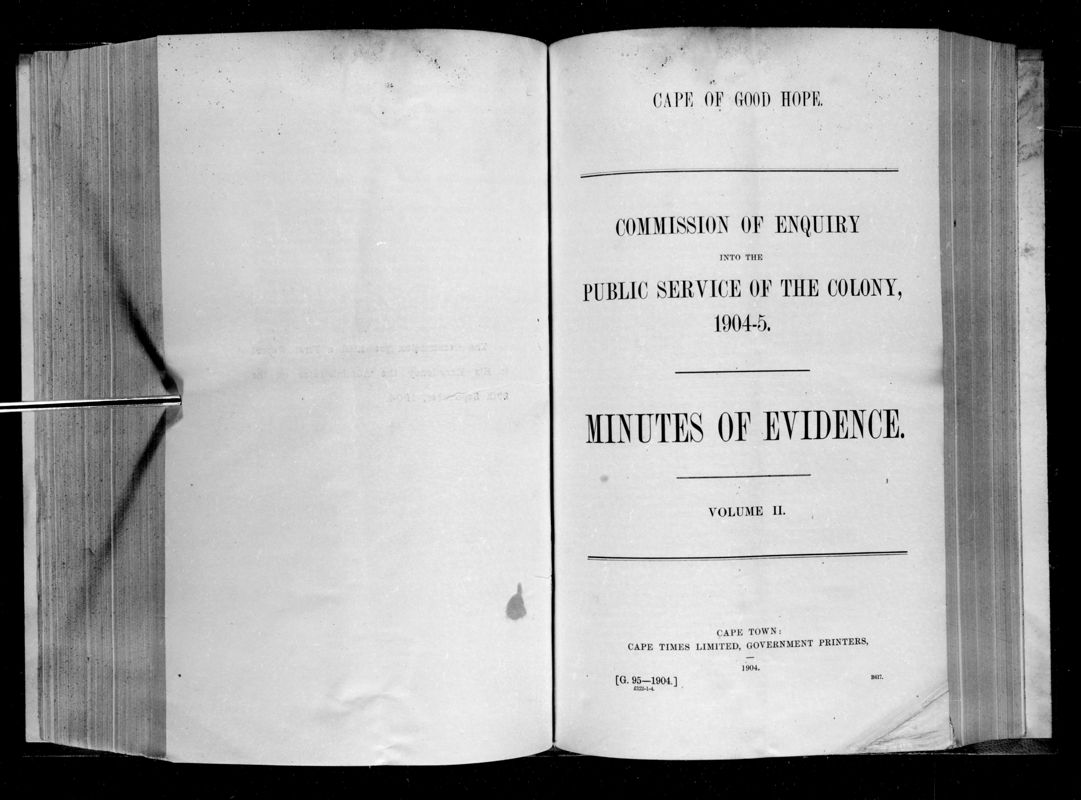 CAPE OF GOOD HOPE.
COMMISSION OF ENQUIRY
INTO THE
PUBLIC SERVICE OF THE COLONY,
1904-5.
MINUTES OF EVIDENCE.
VOLUME II.
CAPE TOWN:
CAPE TIMES LIMITED, GOVERNMENT PRINTERS,
1904.
[G. 95—1904.]
B417.